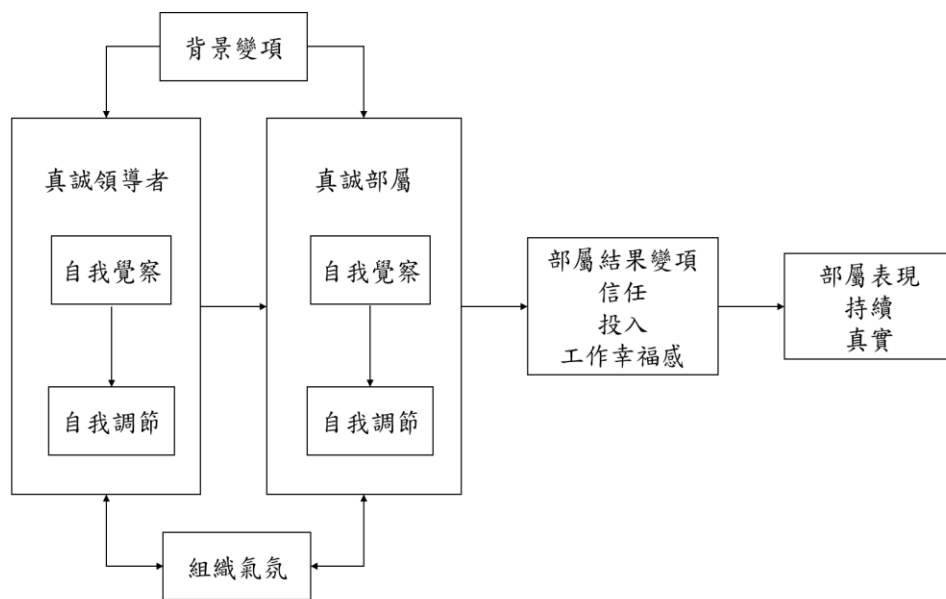 背景變項
真誠領導者
自我覺察
自我調節
真誠部屬
自我覺察
自我調節
組織氣氛
部屬結果變項
信任
投入
工作幸福感
部屬表現
持續
真實